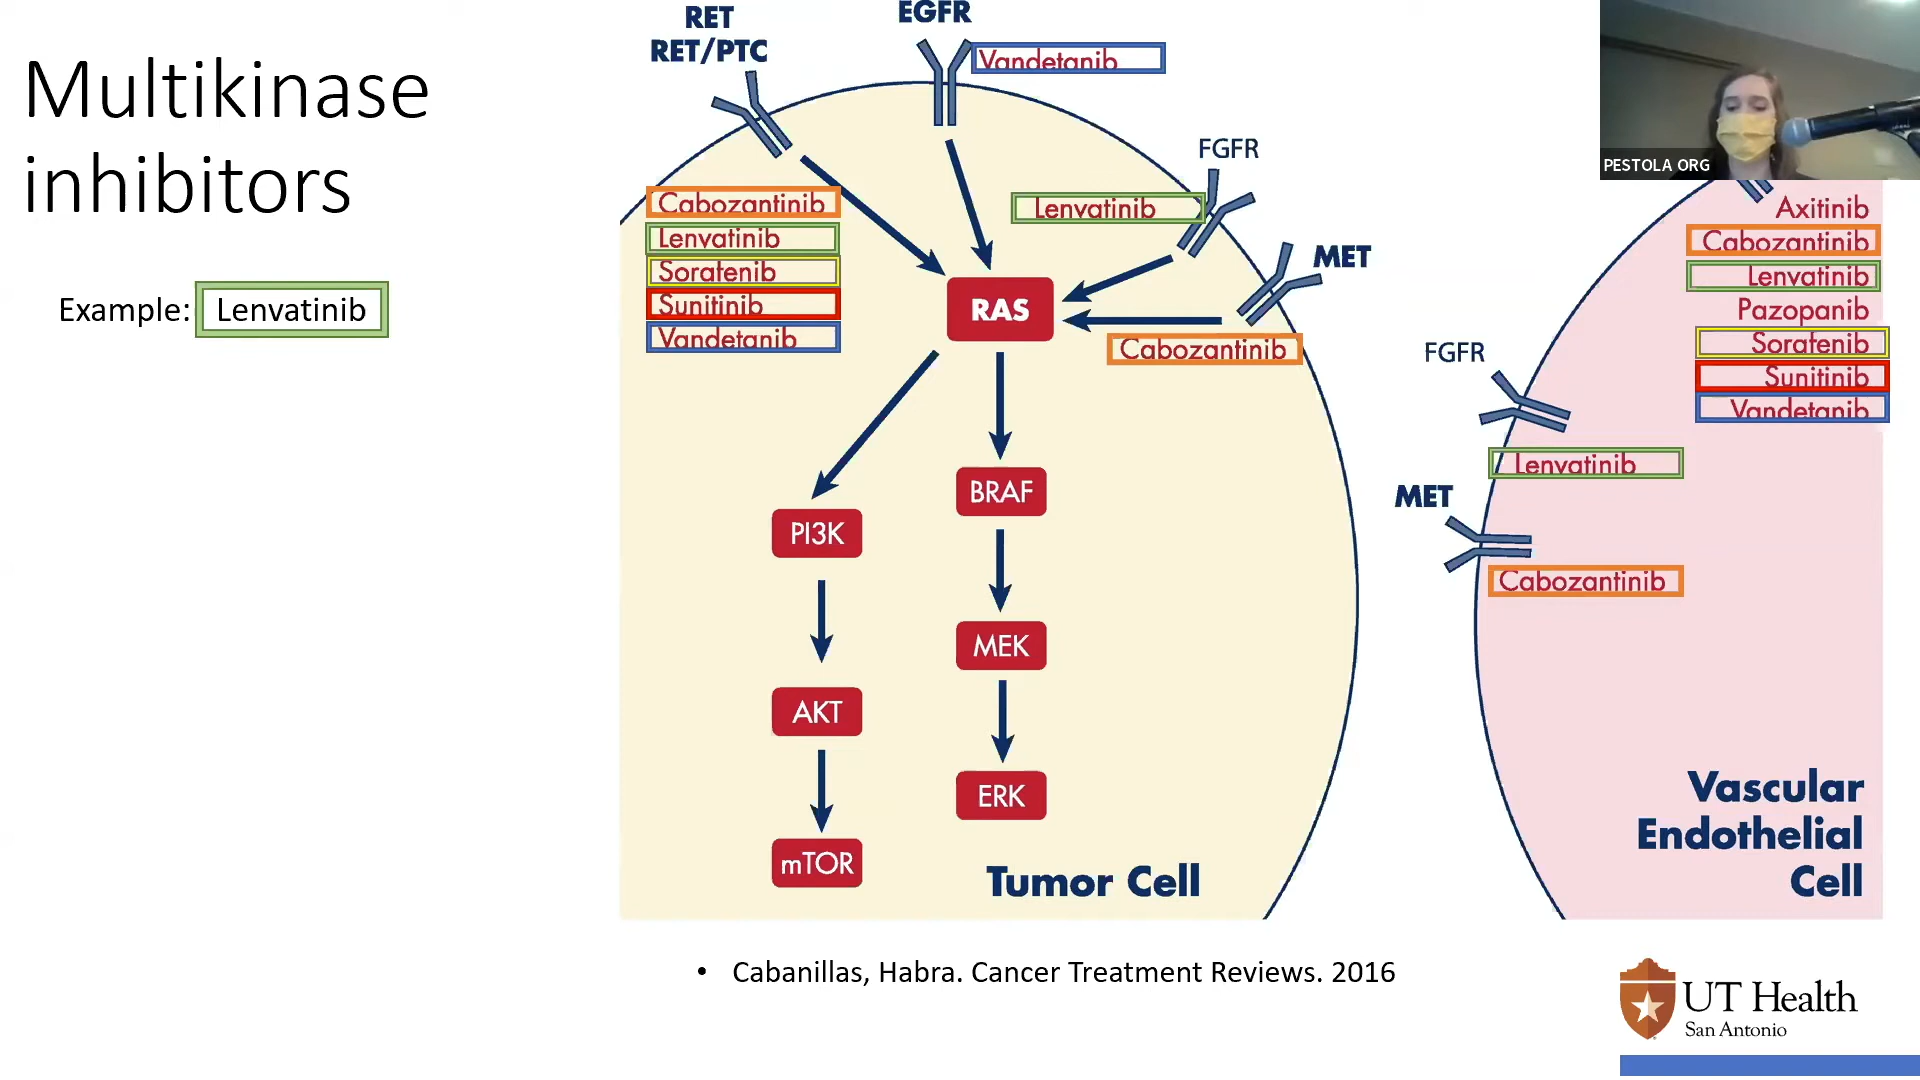 Multikinase
inhibitors
Example: Lenvatinib
RET
RET/PTC
EGFR
Vandetanib
FGFR
Lenvatinib
MET
Cabozantinib
Cabozantinib
Lenvatinib
Sorafenib
Sunitinib
Vandetanib
RAS
PI3K
BRAF
MEK
AKT
ERK
mTOR
Tumor Cell
PESTOLA ORG
Axitinib
Cabozantinib
Lenvatinib
Pazopanib
Sorafenib
Sunitinib
Vandetanib
FGFR
Lenvatinib
MET
Cabozantinib
Vascular
Endothelial
Cell
• Cabanillas, Habra. Cancer Treatment Reviews. 2016
UT Health
San Antonio